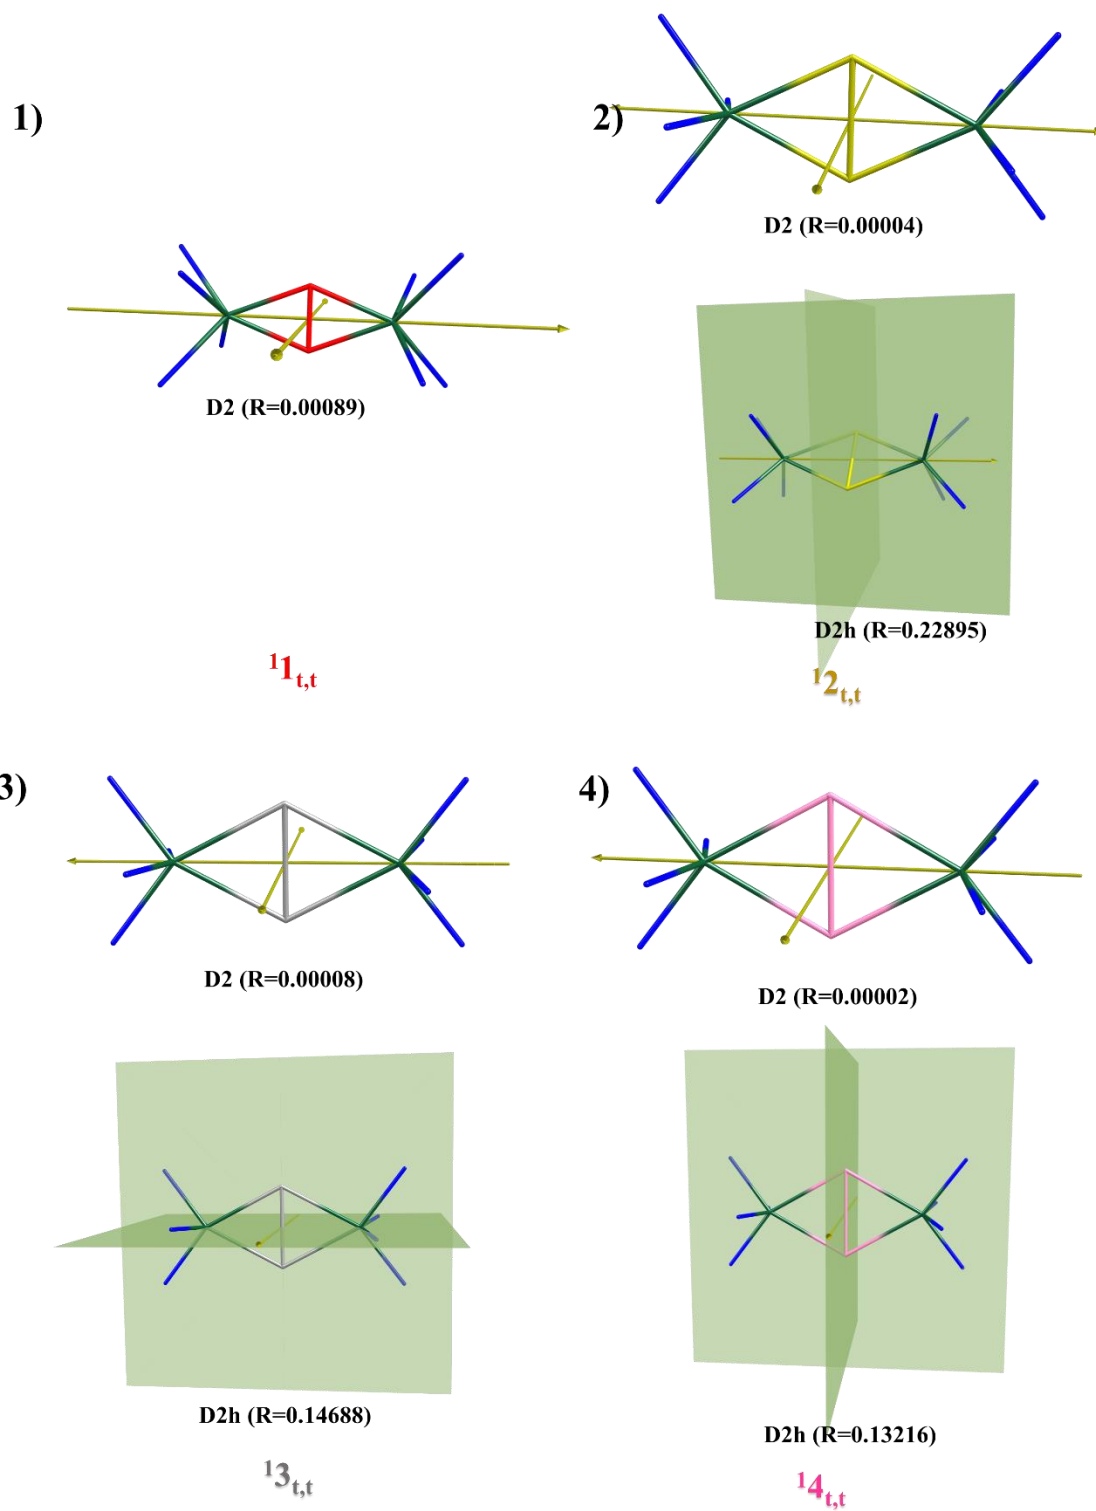 1)
D2 (R=0.00089)
¹1t,t
2)
D2 (R=0.00004)
D2h (R=0.22895)
¹2t,t
3)
D2 (R=0.00008)
D2h (R=0.14688)
¹3t,t
4)
D2 (R=0.00002)
D2h (R=0.13216)
¹4t,t